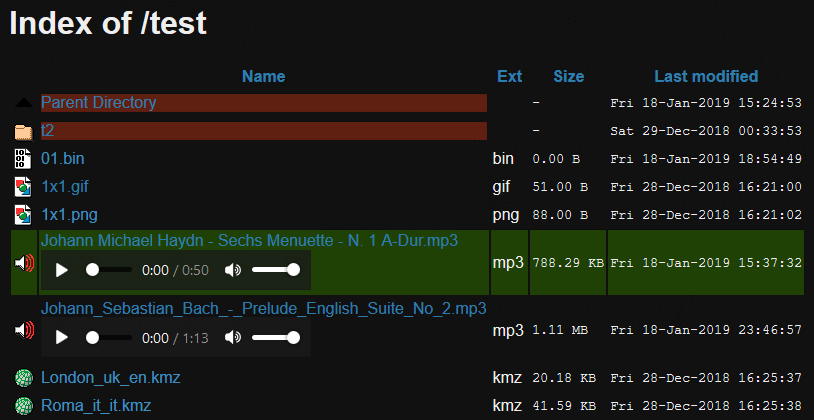 Index of /test
Name Ext Size Last modified
Parent Directory - Fri 18-Jan-2019 15:24:53
t2 - Sat 29-Dec-2018 00:33:53
01.bin bin 0.00 B Fri 18-Jan-2019 18:54:49
1x1.gif gif 51.00 B Fri 28-Dec-2018 16:21:00
1x1.png png 88.00 B Fri 28-Dec-2018 16:21:02
Johann Michael Haydn - Sechs Menuette - N. 1 A-Dur.mp3
0:00 / 0:50 mp3 788.29 KB Fri 18-Jan-2019 15:37:32
Johann_Sebastian_Bach_-_Prelude_English_Suite_No_2.mp3
0:00 / 1:13 mp3 1.11 MB Fri 18-Jan-2019 23:46:57
London_uk_en.kmz kmz 20.18 KB Fri 28-Dec-2018 16:25:37
Roma_it_it.kmz kmz 41.59 KB Fri 28-Dec-2018 16:25:38